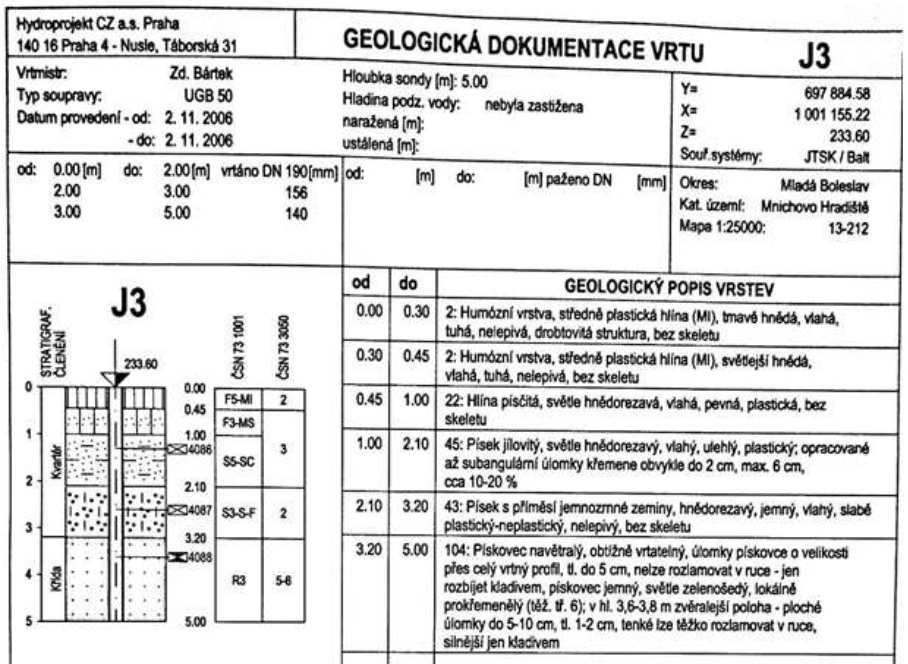 Hydroprojekt CZ a.s. Praha
140 16 Praha 4 - Nusle, Táborská 31
GEOLOGICKÁ DOKUMENTACE VRTU J3
Vrtmistr: Zd. Bártek
Typ soupravy: UGB 50
Datum provedení - od: 2. 11. 2006
- do: 2. 11. 2006
Hloubka sondy [m]: 5.00
Hladina podz. vody: nebyla zastižena
naražená [m]:
ustálená [m]:
Y= 697 884.58
X= 1 001 155.22
Z= 233.60
Souř.systémy: JTSK / Balt
od: 0.00 [m] do: 2.00 [m] vrtáno DN 190 [mm]
2.00 3.00 156
3.00 5.00 140
od: [m] do: [m] paženo DN [mm]
Okres: Mladá Boleslav
Kat. území: Mnichovo Hradiště
Mapa 1:25000: 13-212
J3
STRATIGRAF.
ČLENĚNÍ
233.60
ČSN 73 1001
ČSN 73 3050
0 0.00
F5-MI 2
0.45
F3-MS
1 1.00
4086
Kvartér
S5-SC 3
2 2.10
4087
S3-S-F 2
3 3.20
4088
4 Křída
R3 5-6
5 5.00
od do GEOLOGICKÝ POPIS VRSTEV
0.00 0.30 2: Humózní vrstva, středně plastická hlína (MI), tmavě hnědá, vlahá,
tuhá, nelepivá, drobtovitá struktura, bez skeletu
0.30 0.45 2: Humózní vrstva, středně plastická hlína (MI), světlejší hnědá,
vlahá, tuhá, nelepivá, bez skeletu
0.45 1.00 22: Hlína písčitá, světle hnědorezavá, vlahá, pevná, plastická, bez
skeletu
1.00 2.10 45: Písek jílovitý, světle hnědorezavý, vlahý, ulehlý, plastický; opracované
až subangulární úlomky křemene obvykle do 2 cm, max. 6 cm,
cca 10-20 %
2.10 3.20 43: Písek s příměsí jemnozrnné zeminy, hnědorezavý, jemný, vlahý, slabě
plastický-neplastický, nelepivý, bez skeletu
3.20 5.00 104: Pískovec navětralý, obtížně vrtatelný, úlomky pískovce o velikosti
přes celý vrtný profil, tl. do 5 cm, nelze rozlamovat v ruce - jen
rozbíjet kladivem, pískovec jemný, světle zelenošedý, lokálně
prokřemenělý (těž. tř. 6); v hl. 3,6-3,8 m zvěralejší poloha - ploché
úlomky do 5-10 cm, tl. 1-2 cm, tenké lze těžko rozlamovat v ruce,
silnější jen kladivem